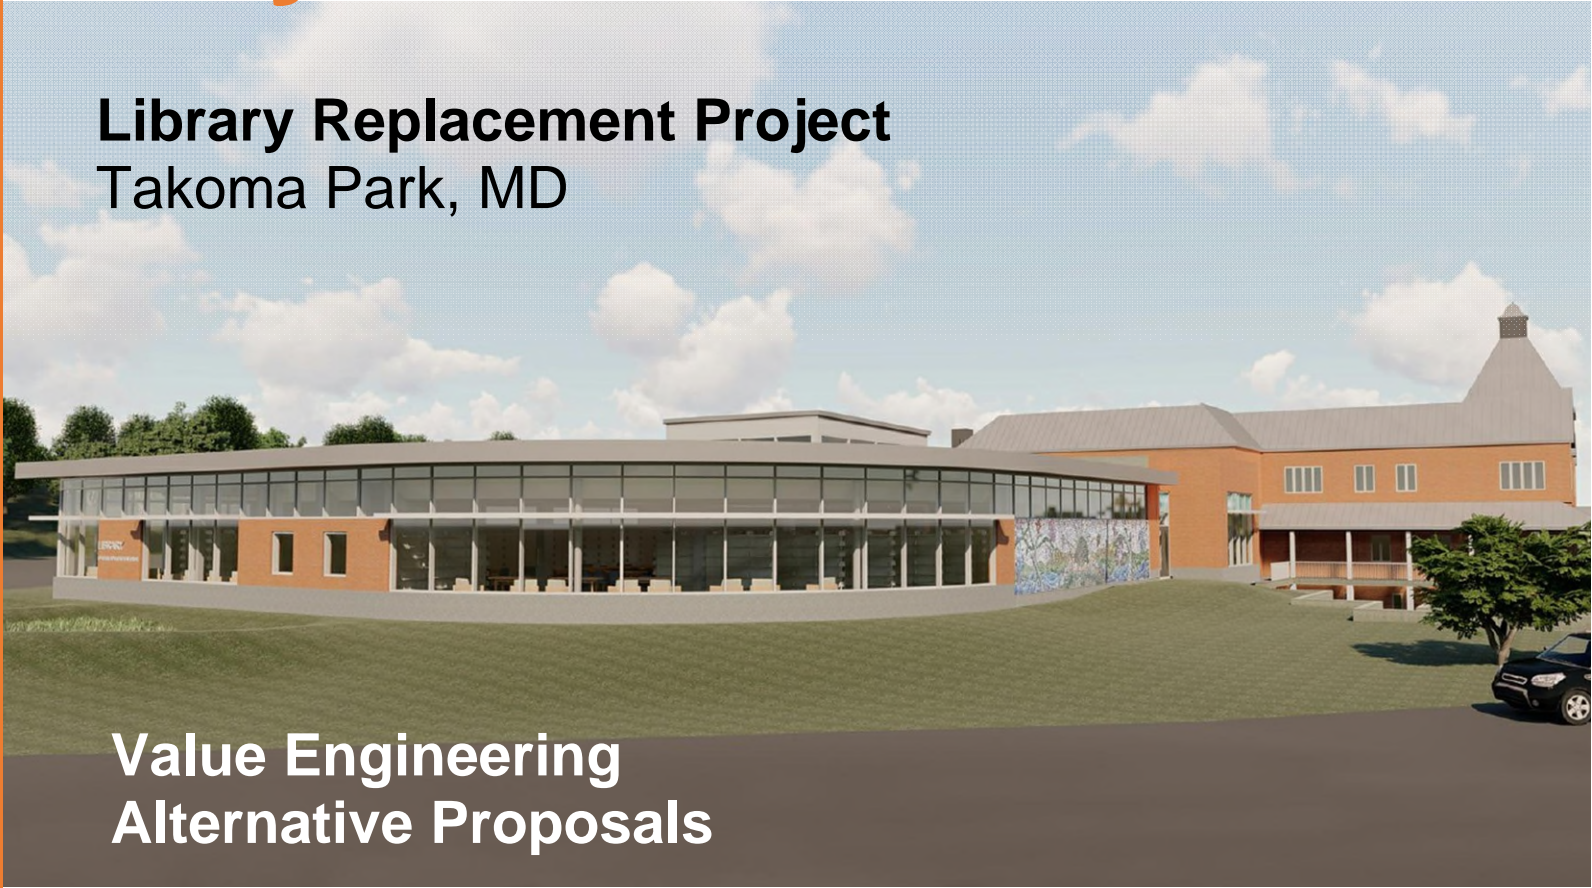 Library Replacement Project
Takoma Park, MD
Value Engineering
Alternative Proposals